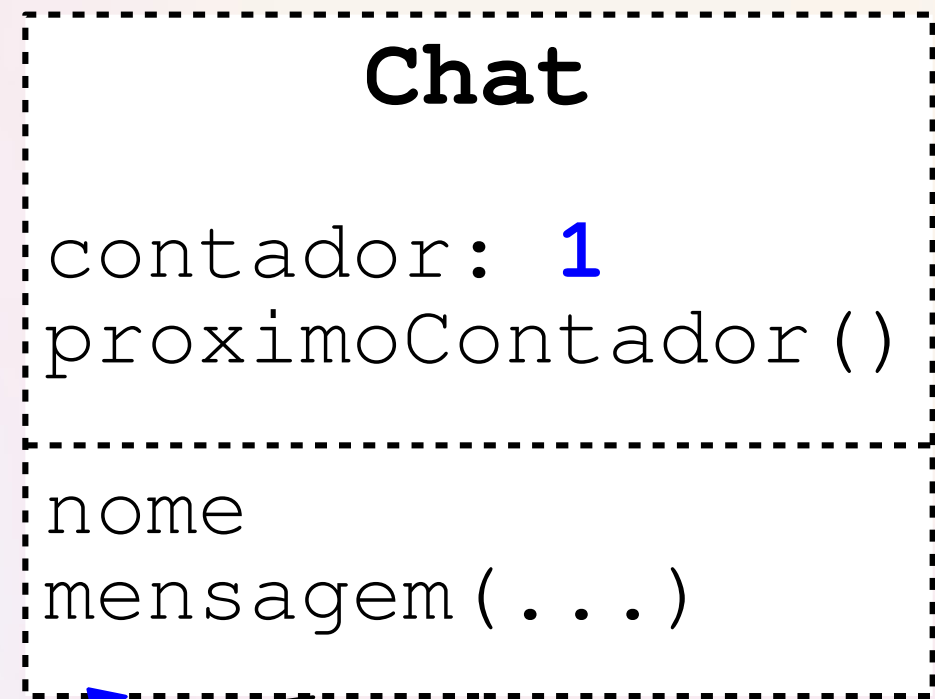 Chat
contador: 1
proximoContador()
nome
mensagem(...)